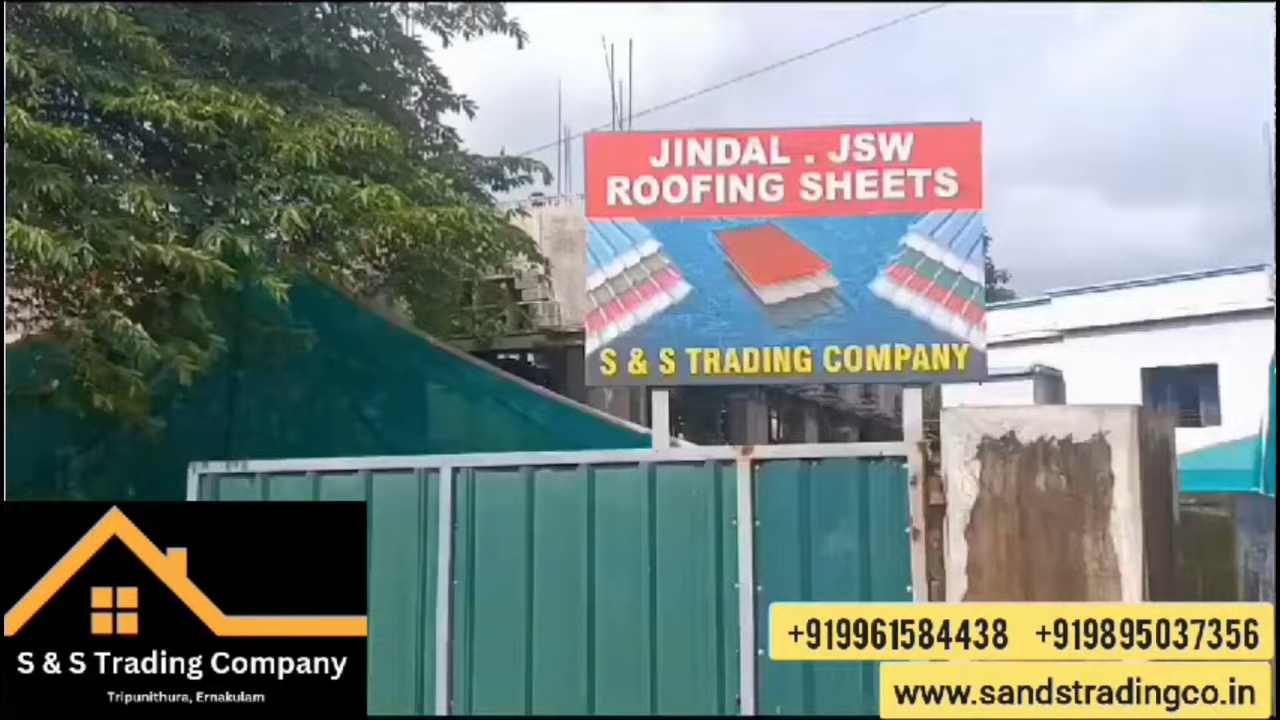 JINDAL . JSW
ROOFING SHEETS
S & S TRADING COMPANY
S & S Trading Company
Tripunithura, Ernakulam
+919961584438 +919895037356
www.sandstradingco.in